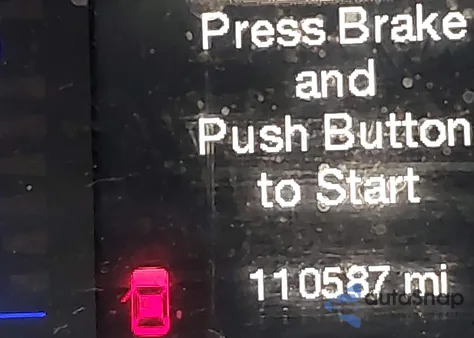 Press Brake
and
Push Button
to Start
110587 mi
autoSnap